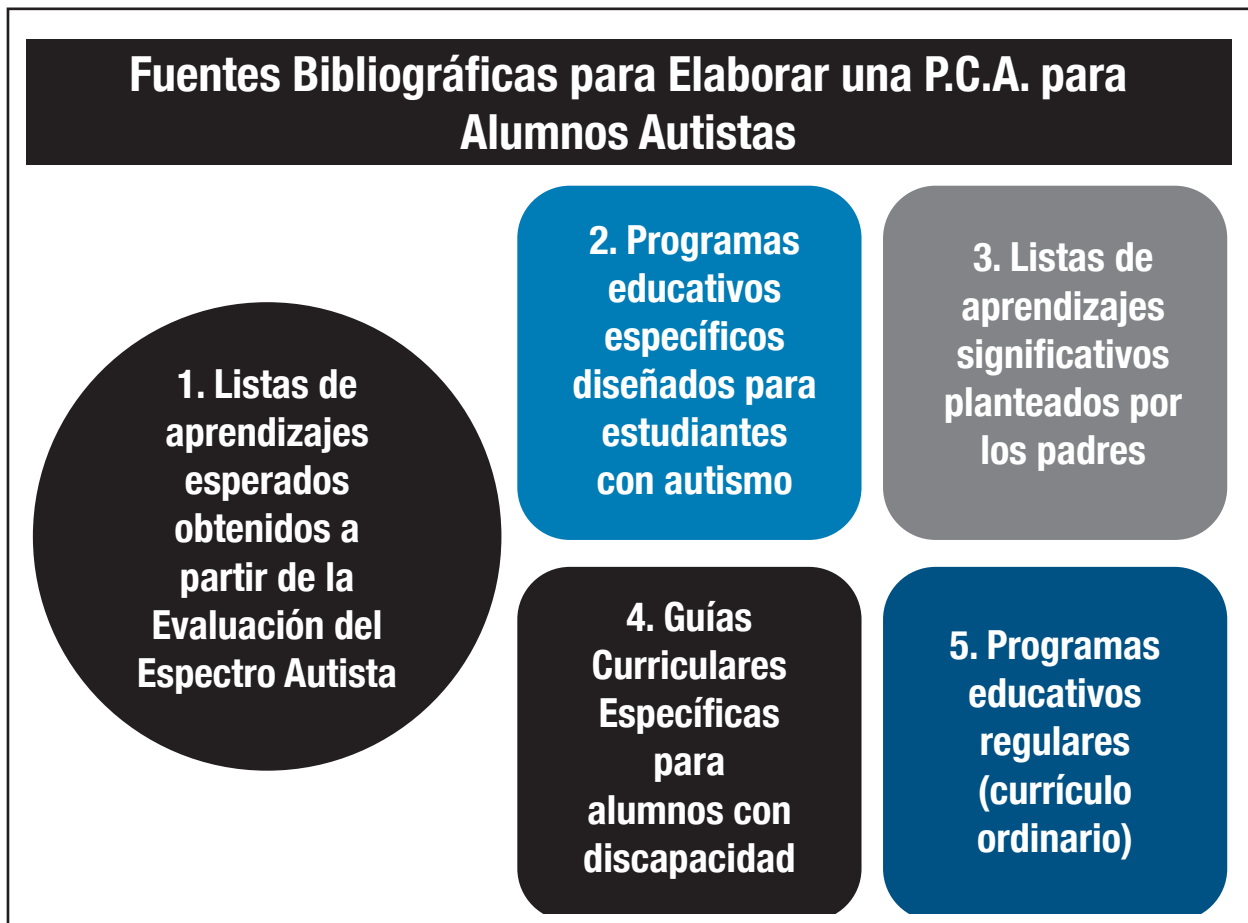 Fuentes Bibliográficas para Elaborar una P.C.A. para
Alumnos Autistas
1. Listas de
aprendizajes
esperados
obtenidos a
partir de la
Evaluación del
Espectro Autista
2. Programas
educativos
específicos
diseñados para
estudiantes
con autismo
3. Listas de
aprendizajes
significativos
planteados por
los padres
4. Guías
Curriculares
Específicas
para
alumnos con
discapacidad
5. Programas
educativos
regulares
(currículo
ordinario)